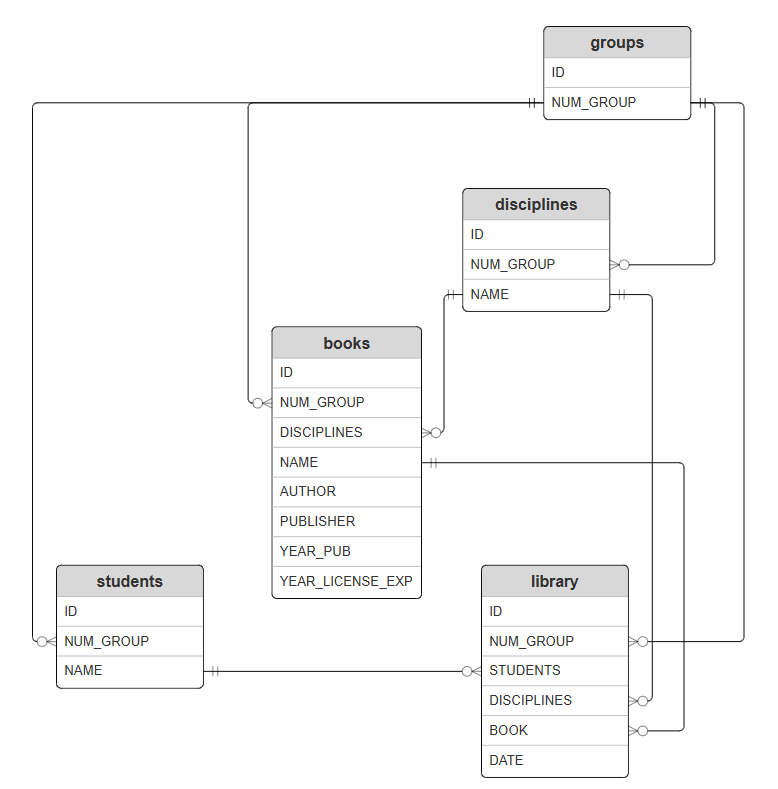 groups
ID
NUM_GROUP
disciplines
ID
NUM_GROUP
NAME
books
ID
NUM_GROUP
DISCIPLINES
NAME
AUTHOR
PUBLISHER
YEAR_PUB
YEAR_LICENSE_EXP
students
ID
NUM_GROUP
NAME
library
ID
NUM_GROUP
STUDENTS
DISCIPLINES
BOOK
DATE